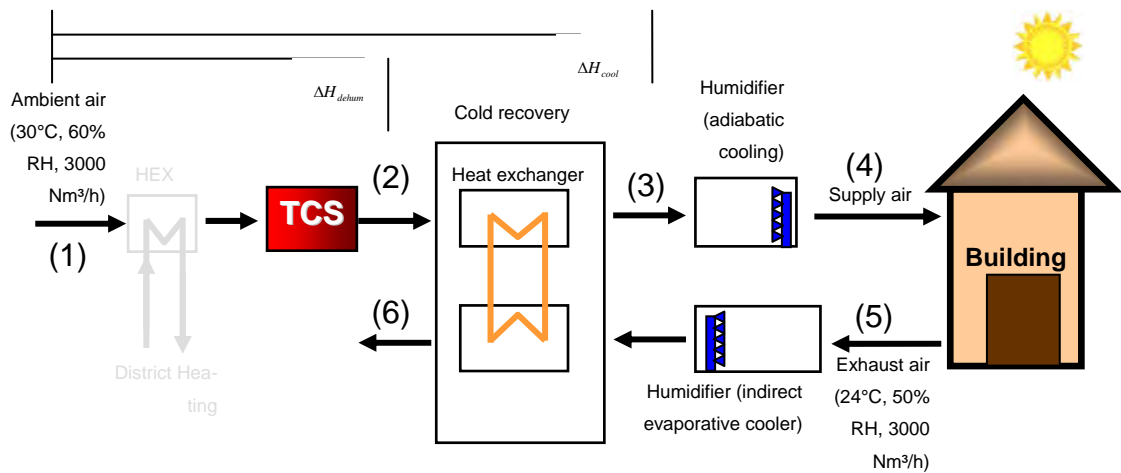 ΔH_cool
ΔH_dehum
Ambient air
(30°C, 60%
RH, 3000
Nm³/h)
(1)
HEX
District Hea-
ting
TCS
(2)
Cold recovery
Heat exchanger
(3)
Humidifier
(adiabatic
cooling)
(4)
Supply air
Building
(5)
Exhaust air
(24°C, 50%
RH, 3000
Nm³/h)
Humidifier (indirect
evaporative cooler)
(6)